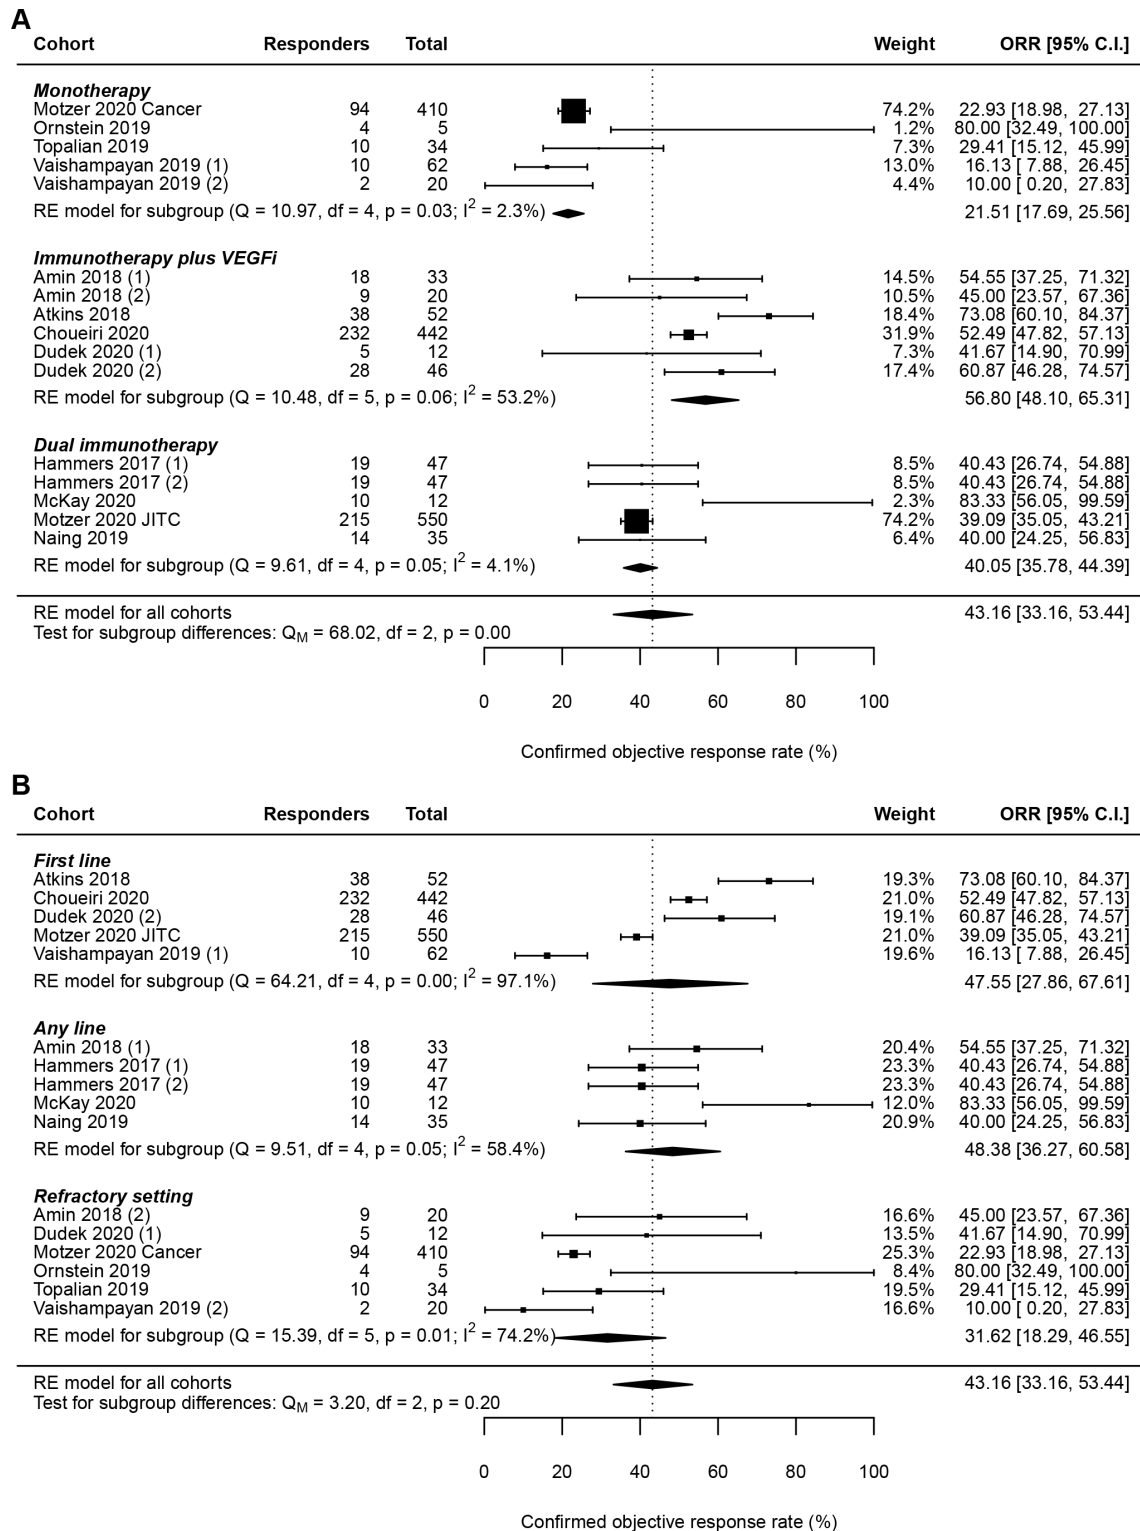 A
Cohort Responders Total Weight ORR [95% C.I.]
Monotherapy
Motzer 2020 Cancer 94 410 74.2% 22.93 [18.98, 27.13]
Ornstein 2019 4 5 1.2% 80.00 [32.49, 100.00]
Topalian 2019 10 34 7.3% 29.41 [15.12, 45.99]
Vaishampayan 2019 (1) 10 62 13.0% 16.13 [ 7.88, 26.45]
Vaishampayan 2019 (2) 2 20 4.4% 10.00 [ 0.20, 27.83]
RE model for subgroup (Q = 10.97, df = 4, p = 0.03; I² = 2.3%) 21.51 [17.69, 25.56]
Immunotherapy plus VEGFi
Amin 2018 (1) 18 33 14.5% 54.55 [37.25, 71.32]
Amin 2018 (2) 9 20 10.5% 45.00 [23.57, 67.36]
Atkins 2018 38 52 18.4% 73.08 [60.10, 84.37]
Choueiri 2020 232 442 31.9% 52.49 [47.82, 57.13]
Dudek 2020 (1) 5 12 7.3% 41.67 [14.90, 70.99]
Dudek 2020 (2) 28 46 17.4% 60.87 [46.28, 74.57]
RE model for subgroup (Q = 10.48, df = 5, p = 0.06; I² = 53.2%) 56.80 [48.10, 65.31]
Dual immunotherapy
Hammers 2017 (1) 19 47 8.5% 40.43 [26.74, 54.88]
Hammers 2017 (2) 19 47 8.5% 40.43 [26.74, 54.88]
McKay 2020 10 12 2.3% 83.33 [56.05, 99.59]
Motzer 2020 JITC 215 550 74.2% 39.09 [35.05, 43.21]
Naing 2019 14 35 6.4% 40.00 [24.25, 56.83]
RE model for subgroup (Q = 9.61, df = 4, p = 0.05; I² = 4.1%) 40.05 [35.78, 44.39]
RE model for all cohorts 43.16 [33.16, 53.44]
Test for subgroup differences: Q_M = 68.02, df = 2, p = 0.00
0 20 40 60 80 100
Confirmed objective response rate (%)
B
Cohort Responders Total Weight ORR [95% C.I.]
First line
Atkins 2018 38 52 19.3% 73.08 [60.10, 84.37]
Choueiri 2020 232 442 21.0% 52.49 [47.82, 57.13]
Dudek 2020 (2) 28 46 19.1% 60.87 [46.28, 74.57]
Motzer 2020 JITC 215 550 21.0% 39.09 [35.05, 43.21]
Vaishampayan 2019 (1) 10 62 19.6% 16.13 [ 7.88, 26.45]
RE model for subgroup (Q = 64.21, df = 4, p = 0.00; I² = 97.1%) 47.55 [27.86, 67.61]
Any line
Amin 2018 (1) 18 33 20.4% 54.55 [37.25, 71.32]
Hammers 2017 (1) 19 47 23.3% 40.43 [26.74, 54.88]
Hammers 2017 (2) 19 47 23.3% 40.43 [26.74, 54.88]
McKay 2020 10 12 12.0% 83.33 [56.05, 99.59]
Naing 2019 14 35 20.9% 40.00 [24.25, 56.83]
RE model for subgroup (Q = 9.51, df = 4, p = 0.05; I² = 58.4%) 48.38 [36.27, 60.58]
Refractory setting
Amin 2018 (2) 9 20 16.6% 45.00 [23.57, 67.36]
Dudek 2020 (1) 5 12 13.5% 41.67 [14.90, 70.99]
Motzer 2020 Cancer 94 410 25.3% 22.93 [18.98, 27.13]
Ornstein 2019 4 5 8.4% 80.00 [32.49, 100.00]
Topalian 2019 10 34 19.5% 29.41 [15.12, 45.99]
Vaishampayan 2019 (2) 2 20 16.6% 10.00 [ 0.20, 27.83]
RE model for subgroup (Q = 15.39, df = 5, p = 0.01; I² = 74.2%) 31.62 [18.29, 46.55]
RE model for all cohorts 43.16 [33.16, 53.44]
Test for subgroup differences: Q_M = 3.20, df = 2, p = 0.20
0 20 40 60 80 100
Confirmed objective response rate (%)